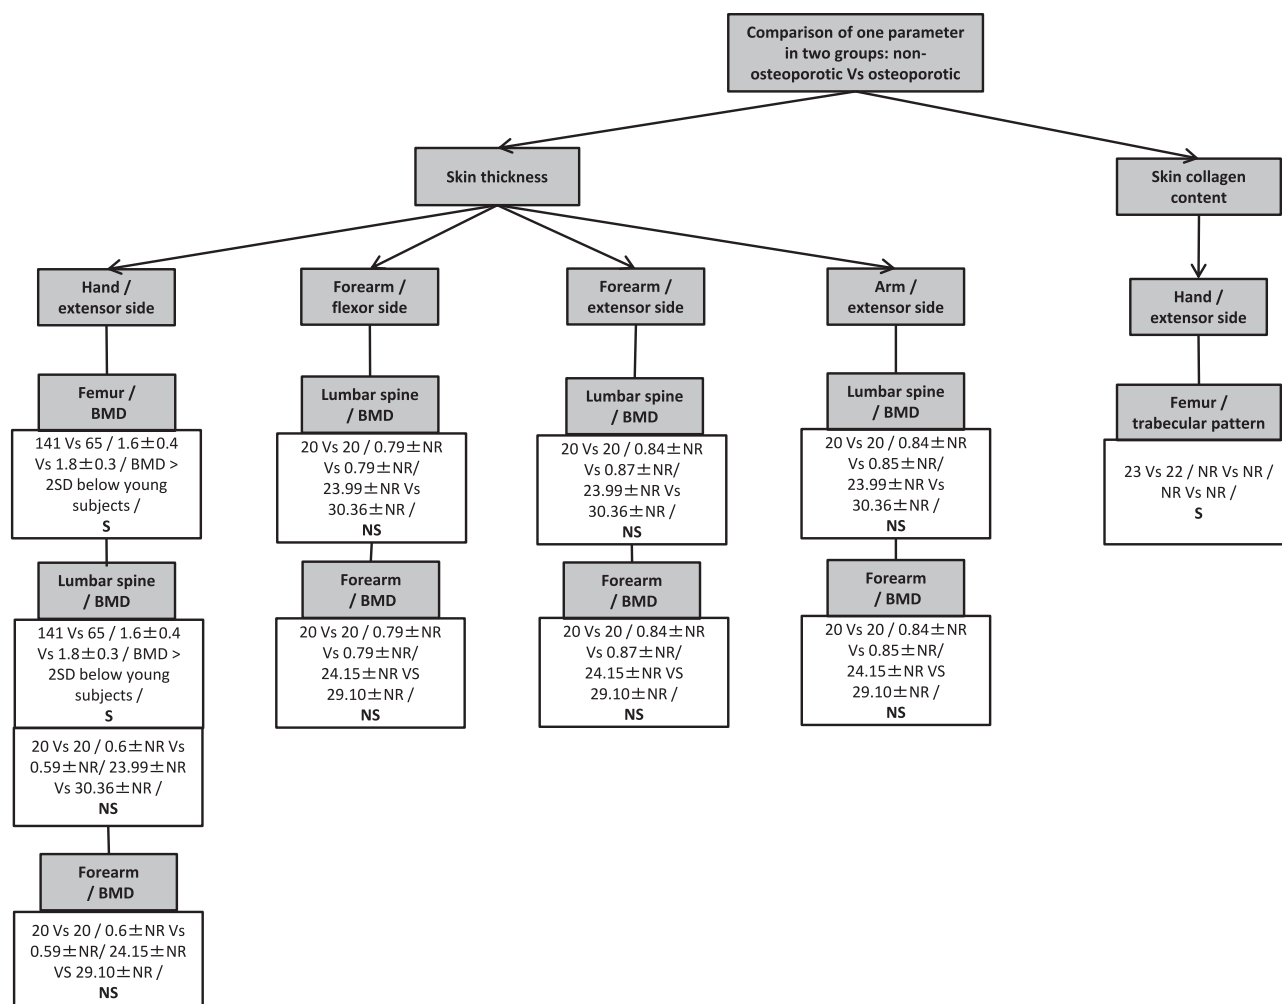 Comparison of one parameter
in two groups: non-
osteoporotic Vs osteoporotic
Skin thickness
Skin collagen
content
Hand /
extensor side
Forearm /
flexor side
Forearm /
extensor side
Arm /
extensor side
Hand /
extensor side
Femur /
BMD
141 Vs 65 / 1.6±0.4
Vs 1.8±0.3 / BMD >
2SD below young
subjects /
S
Lumbar spine
/ BMD
141 Vs 65 / 1.6±0.4
Vs 1.8±0.3 / BMD >
2SD below young
subjects /
S
20 Vs 20 / 0.6±NR Vs
0.59±NR/ 23.99±NR
Vs 30.36±NR /
NS
Forearm
/ BMD
20 Vs 20 / 0.6±NR Vs
0.59±NR/ 24.15±NR
VS 29.10±NR /
NS
Lumbar spine
/ BMD
20 Vs 20 / 0.79±NR
Vs 0.79±NR/
23.99±NR Vs
30.36±NR /
NS
Forearm
/ BMD
20 Vs 20 / 0.79±NR
Vs 0.79±NR/
24.15±NR VS
29.10±NR /
NS
Lumbar spine
/ BMD
20 Vs 20 / 0.84±NR
Vs 0.87±NR/
23.99±NR Vs
30.36±NR /
NS
Forearm
/ BMD
20 Vs 20 / 0.84±NR
Vs 0.87±NR/
24.15±NR VS
29.10±NR /
NS
Lumbar spine
/ BMD
20 Vs 20 / 0.84±NR
Vs 0.85±NR/
23.99±NR Vs
30.36±NR /
NS
Forearm
/ BMD
20 Vs 20 / 0.84±NR
Vs 0.85±NR/
24.15±NR VS
29.10±NR /
NS
Femur /
trabecular pattern
23 Vs 22 / NR Vs NR /
NR Vs NR /
S